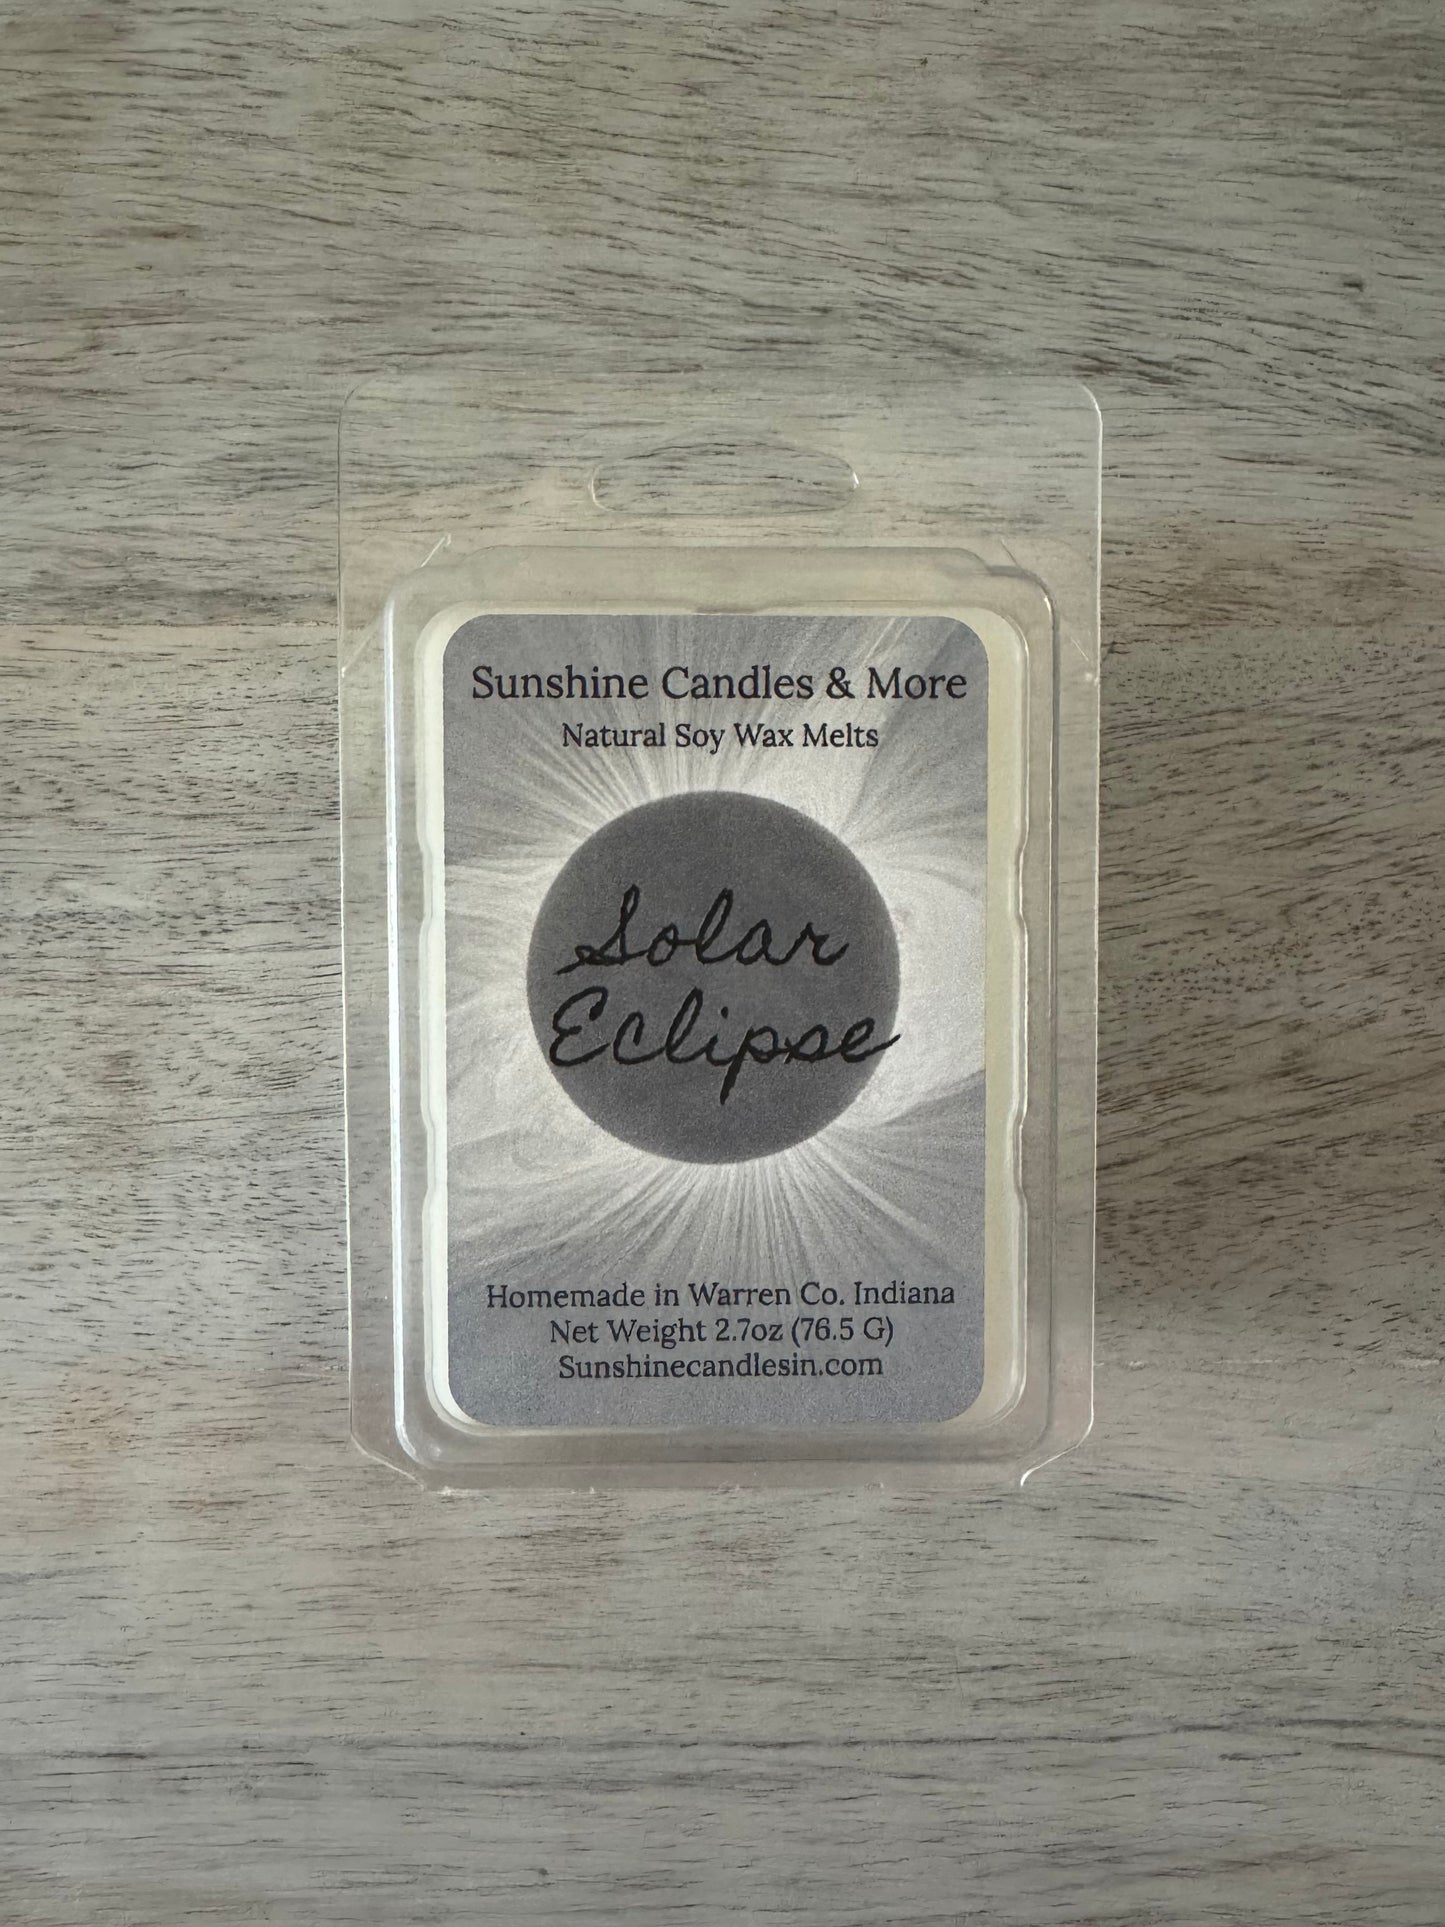 Sunshine Candles & More
Natural Soy Wax Melts
Solar
Eclipse
Homemade in Warren Co. Indiana
Net Weight 2.7oz (76.5 G)
Sunshinecandlesin.com